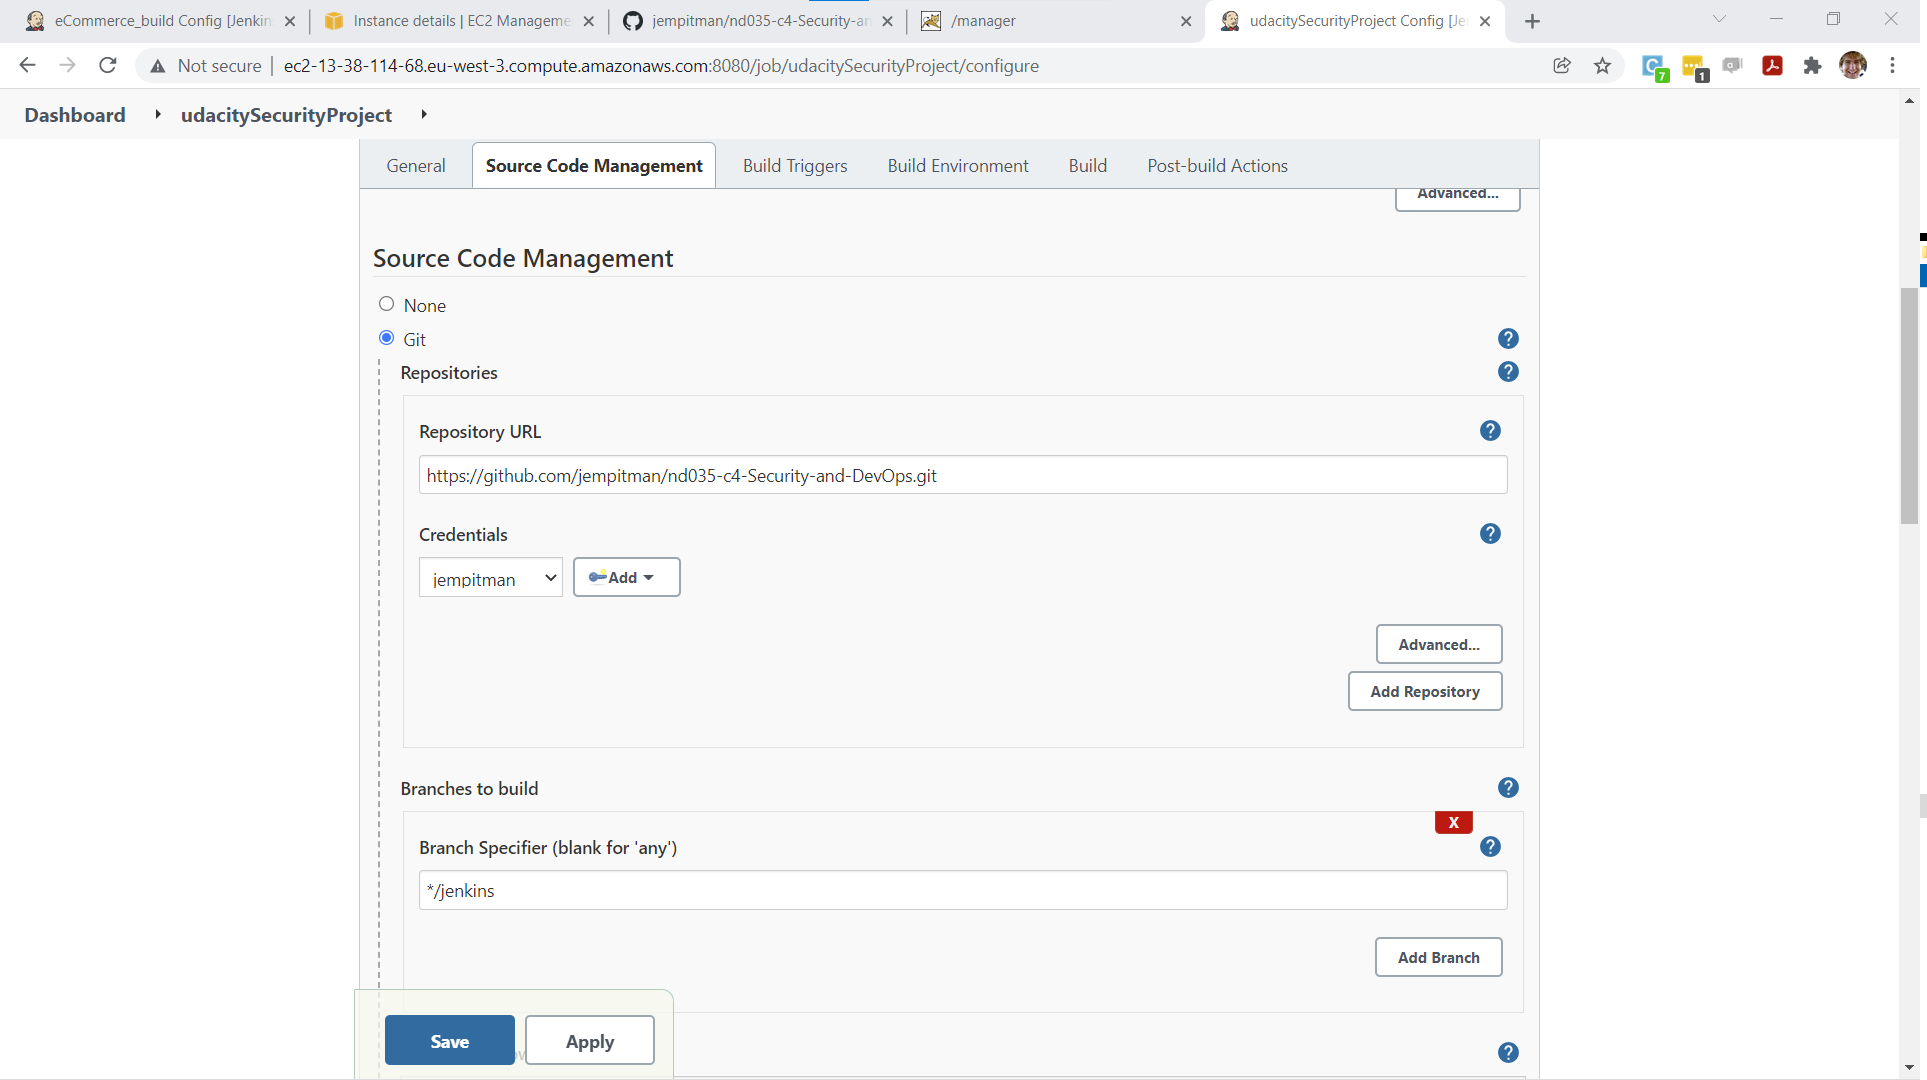 eCommerce_build Config [Jenkin
Instance details | EC2 Manageme
jempitman/nd035-c4-Security-an
/manager
udacitySecurityProject Config [Je
Not secure
ec2-13-38-114-68.eu-west-3.compute.amazonaws.com:8080/job/udacitySecurityProject/configure
7
1
Dashboard
udacitySecurityProject
General
Source Code Management
Build Triggers
Build Environment
Build
Post-build Actions
Advanced...
Source Code Management
None
Git
?
Repositories
?
Repository URL
?
https://github.com/jempitman/nd035-c4-Security-and-DevOps.git
Credentials
?
jempitman
Add
Advanced...
Add Repository
Branches to build
?
X
Branch Specifier (blank for 'any')
?
*/jenkins
Add Branch
Save
Apply
?